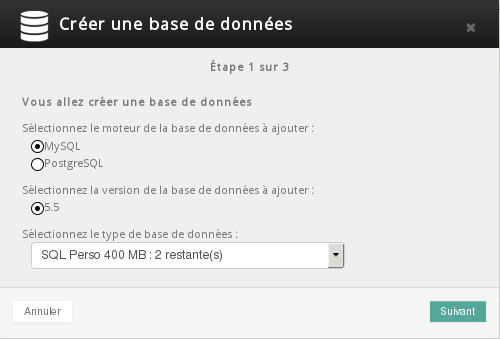 Créer une base de données
Étape 1 sur 3
Vous allez créer une base de données
Sélectionnez le moteur de la base de données à ajouter :
MySQL
PostgreSQL
Sélectionnez la version de la base de données à ajouter :
5.5
Sélectionnez le type de base de données :
SQL Perso 400 MB : 2 restante(s)
Annuler
Suivant